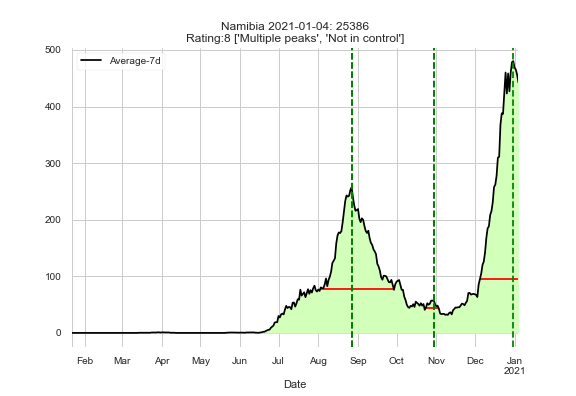 Namibia 2021-01-04: 25386
Rating:8 ['Multiple peaks', 'Not in control']
500
Average-7d
400
300
200
100
0
Feb Mar Apr May Jun Jul Aug Sep Oct Nov Dec Jan
2021
Date